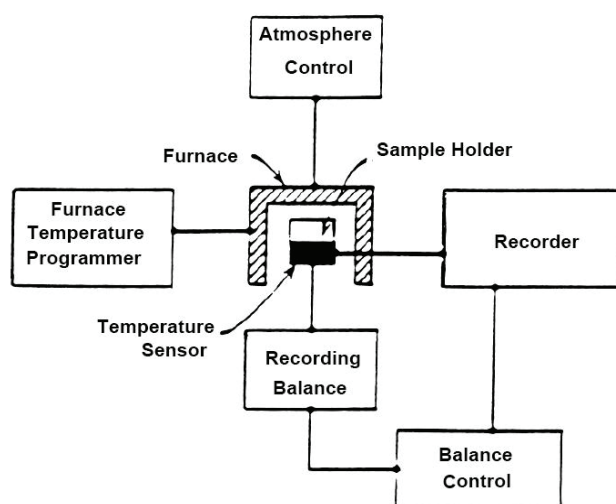 Atmosphere
Control
Furnace
Sample Holder
Furnace
Temperature
Programmer
Recorder
Temperature
Sensor
Recording
Balance
Balance
Control